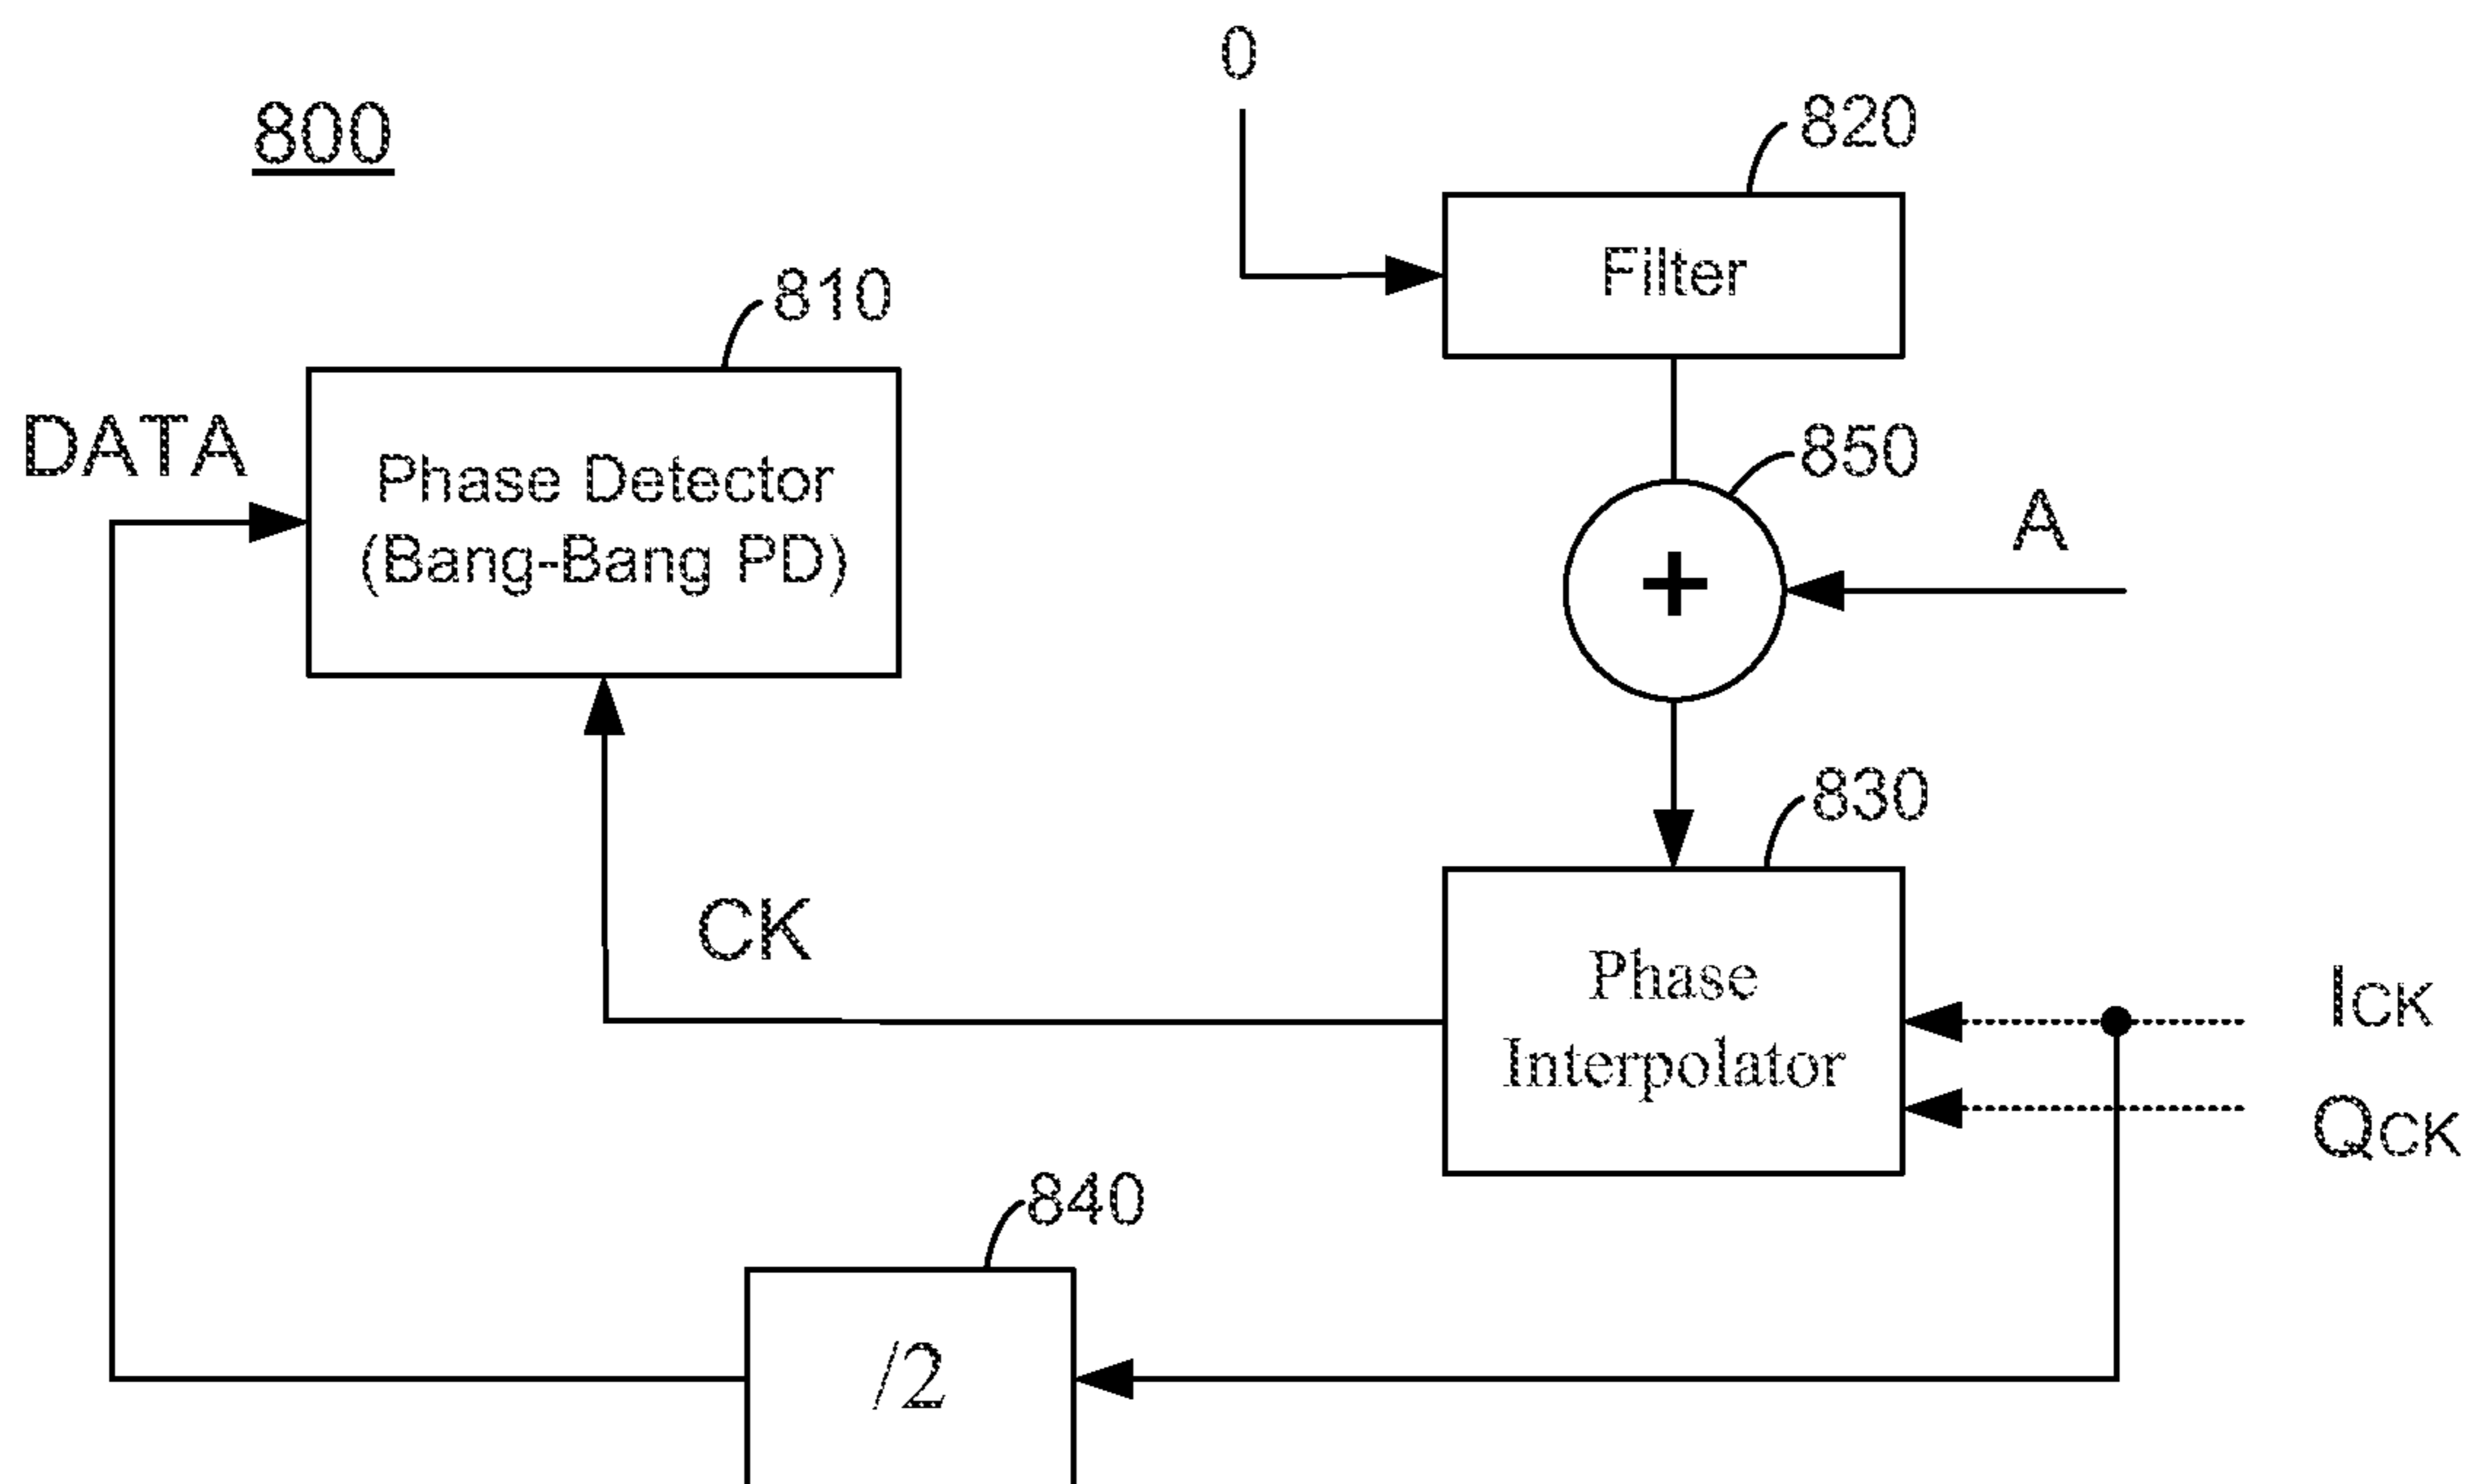 0
800
820
Filter
810
DATA
Phase Detector
(Bang-Bang PD)
850
+
A
830
CK
Phase
Interpolator
ICK
QCK
840
/2